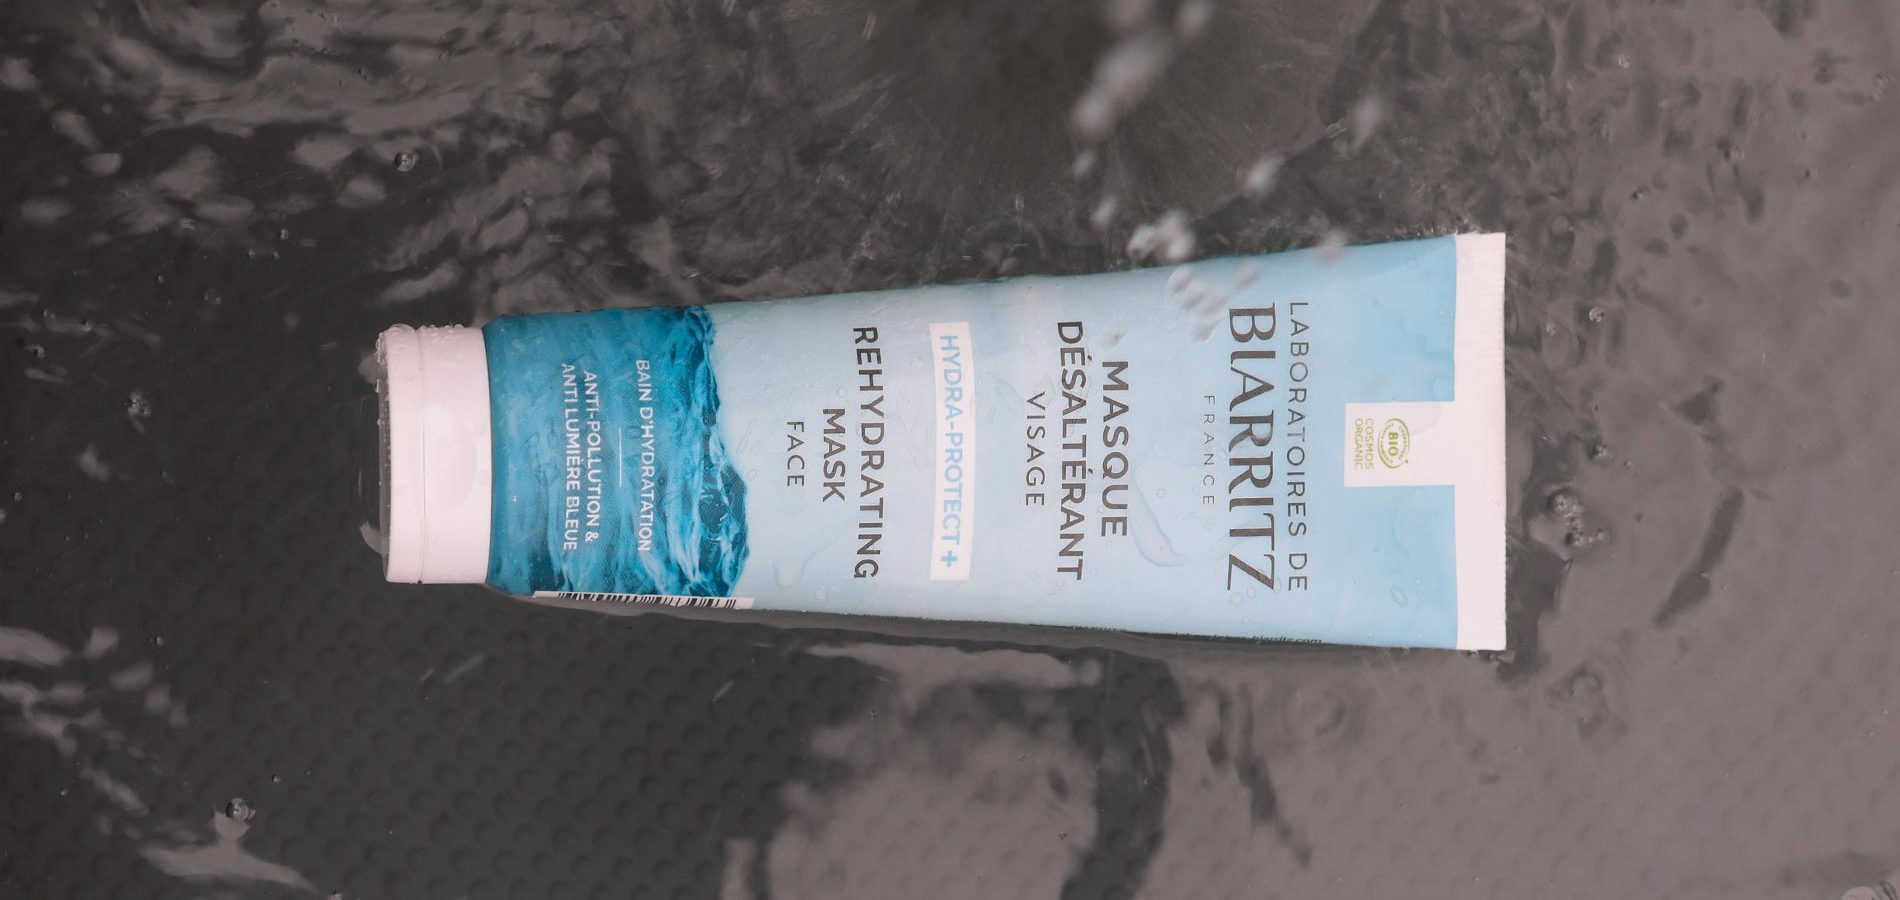 BIO
COSMOS
ORGANIC
LABORATOIRES DE
BIARRITZ
FRANCE
MASQUE
DÉSALTÉRANT
VISAGE
HYDRA-PROTECT+
REHYDRATING
MASK
FACE
BAIN D'HYDRATATION
ANTI-POLLUTION &
ANTI LUMIÈRE BLEUE